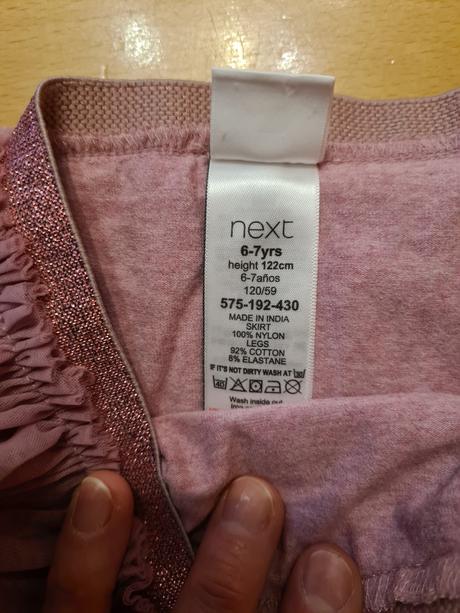 next
6-7yrs
height 122cm
6-7años
120/59
575-192-430
MADE IN INDIA
SKIRT
100% NYLON
LEGS
92% COTTON
8% ELASTANE
IF IT'S NOT DIRTY WASH AT 30
40
Wash inside out